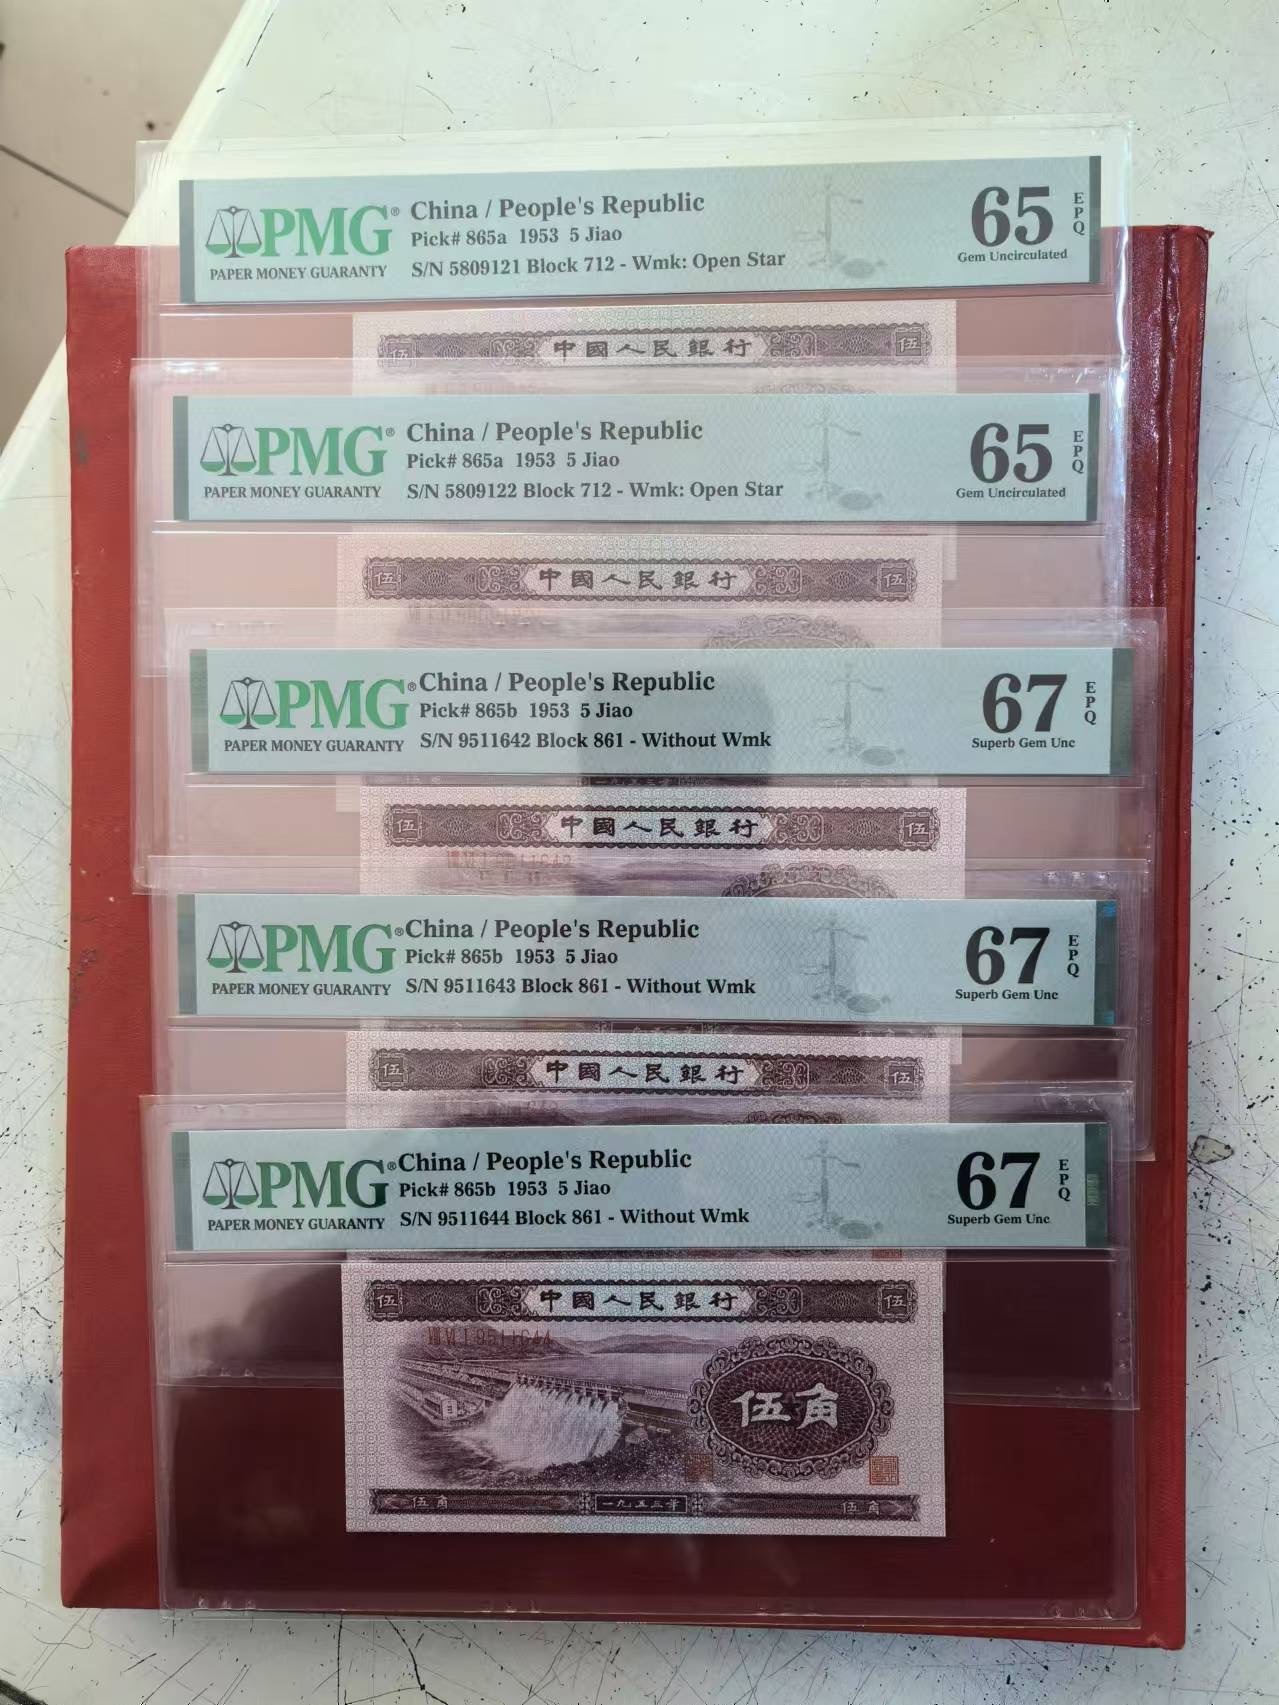 PMG®
PAPER MONEY GUARANTY
China / People's Republic
Pick# 865a 1953 5 Jiao
S/N 5809121 Block 712 - Wmk: Open Star
65 EPQ
Gem Uncirculated
伍 中國人民銀行 伍
PMG®
PAPER MONEY GUARANTY
China / People's Republic
Pick# 865a 1953 5 Jiao
S/N 5809122 Block 712 - Wmk: Open Star
65 EPQ
Gem Uncirculated
伍 中國人民銀行 伍
PMG®
PAPER MONEY GUARANTY
China / People's Republic
Pick# 865b 1953 5 Jiao
S/N 9511642 Block 861 - Without Wmk
67 EPQ
Superb Gem Unc
伍 中國人民銀行 伍
PMG®
PAPER MONEY GUARANTY
China / People's Republic
Pick# 865b 1953 5 Jiao
S/N 9511643 Block 861 - Without Wmk
67 EPQ
Superb Gem Unc
伍 中國人民銀行 伍
PMG®
PAPER MONEY GUARANTY
China / People's Republic
Pick# 865b 1953 5 Jiao
S/N 9511644 Block 861 - Without Wmk
67 EPQ
Superb Gem Unc
伍 中國人民銀行 伍
ⅧⅥⅠ 9511644
伍角
伍角 一九五三年 伍角